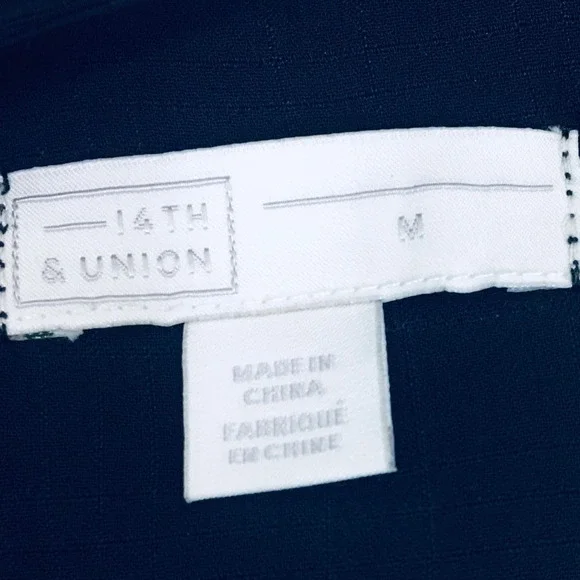 14TH
& UNION
M
MADE IN
CHINA
FABRIQUÉ
EN CHINE